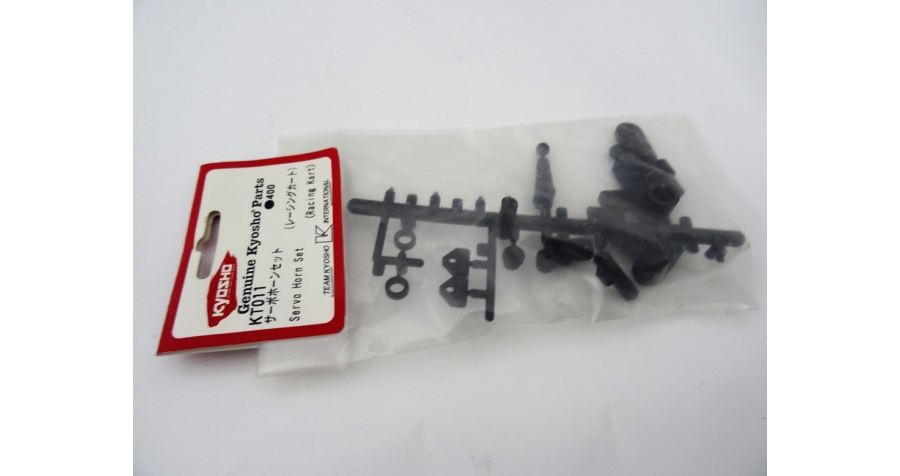 KYOSHO
Genuine Kyosho® Parts
KT011 ●400
サーボホーンセット (レーシングカート)
Servo Horn Set (Racing Kart)
TEAM KYOSHO K INTERNATIONAL